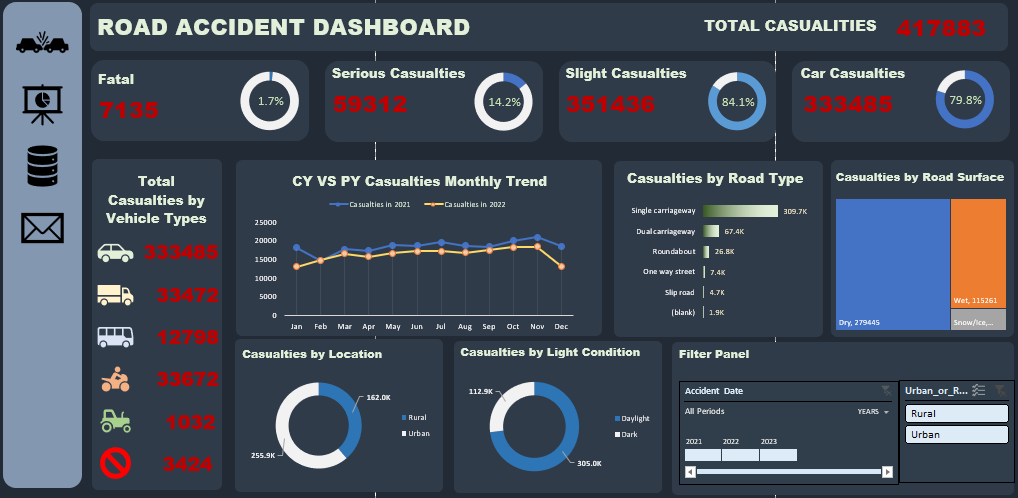 ROAD ACCIDENT DASHBOARD
TOTAL CASUALITIES
417883
Fatal
7135
1.7%
Serious Casualties
59312
14.2%
Slight Casualties
351436
84.1%
Car Casualties
333485
79.8%
Total
Casualties by
Vehicle Types
333485
33472
12798
33672
1032
3424
CY VS PY Casualties Monthly Trend
Casualties in 2021
Casualties in 2022
25000
20000
15000
10000
5000
0
Jan Feb Mar Apr May Jun Jul Aug Sep Oct Nov Dec
Casualties by Road Type
Single carriageway 309.7K
Dual carriageway 67.4K
Roundabout 26.8K
One way street 7.4K
Slip road 4.7K
(blank) 1.9K
Casualties by Road Surface
Dry, 279445
Wet, 115261
Snow/ice,...
Casualties by Location
162.0K
255.9K
Rural
Urban
Casualties by Light Condition
112.9K
305.0K
Daylight
Dark
Filter Panel
Accident Date
All Periods
YEARS
2021 2022 2023
Urban_or_R...
Rural
Urban